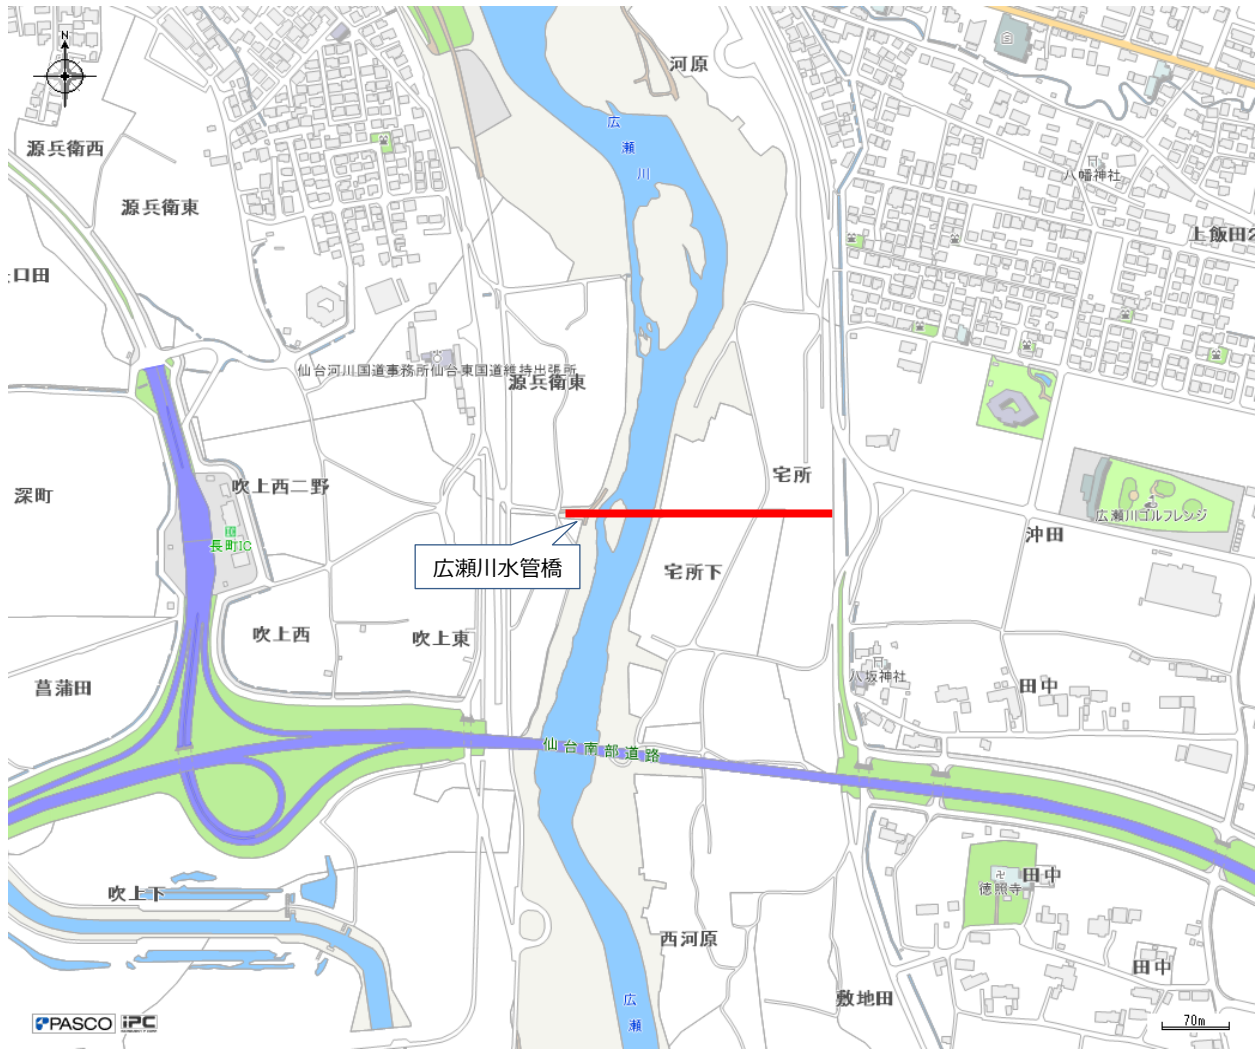 N
河原
広瀬川
源兵衛西
八幡神社
源兵衛東
上飯田2
口田
仙台河川国道事務所仙台東国道維持出張所
源兵衛東
宅所
吹上西二野
深町
広瀬川ゴルフレンジ
沖田
長町IC
広瀬川水管橋
宅所下
吹上西
吹上東
八坂神社
菖蒲田
田中
仙台南部道路
田中
徳照寺
吹上下
西河原
田中
敷地田
広瀬
PASCO iPC
70m